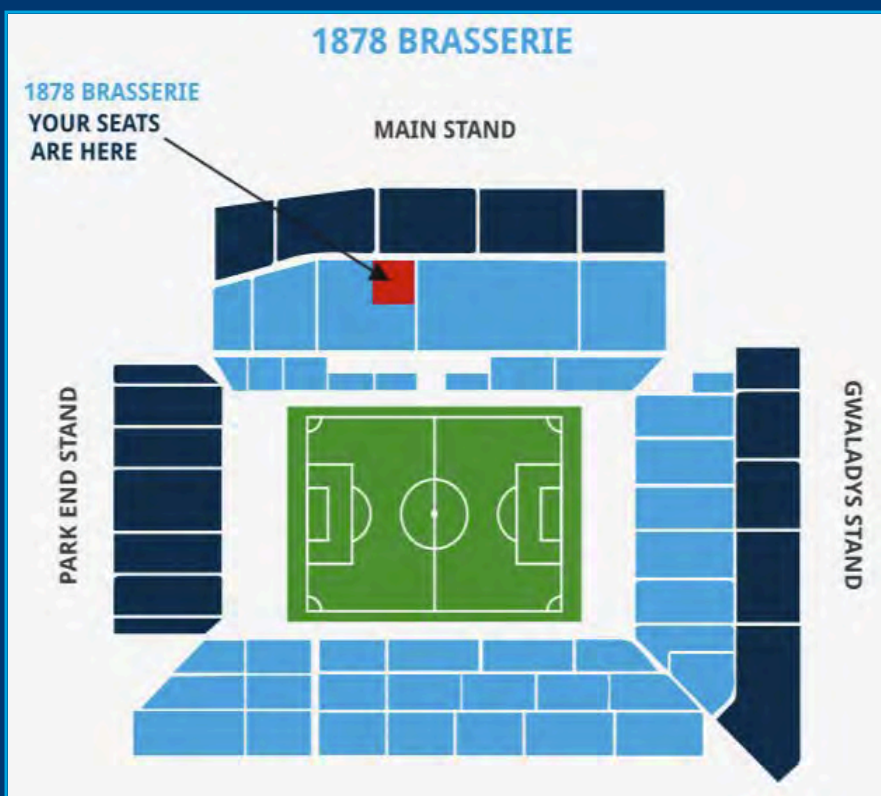 1878 BRASSERIE
1878 BRASSERIE
YOUR SEATS
ARE HERE
MAIN STAND
PARK END STAND
GWALADYS STAND